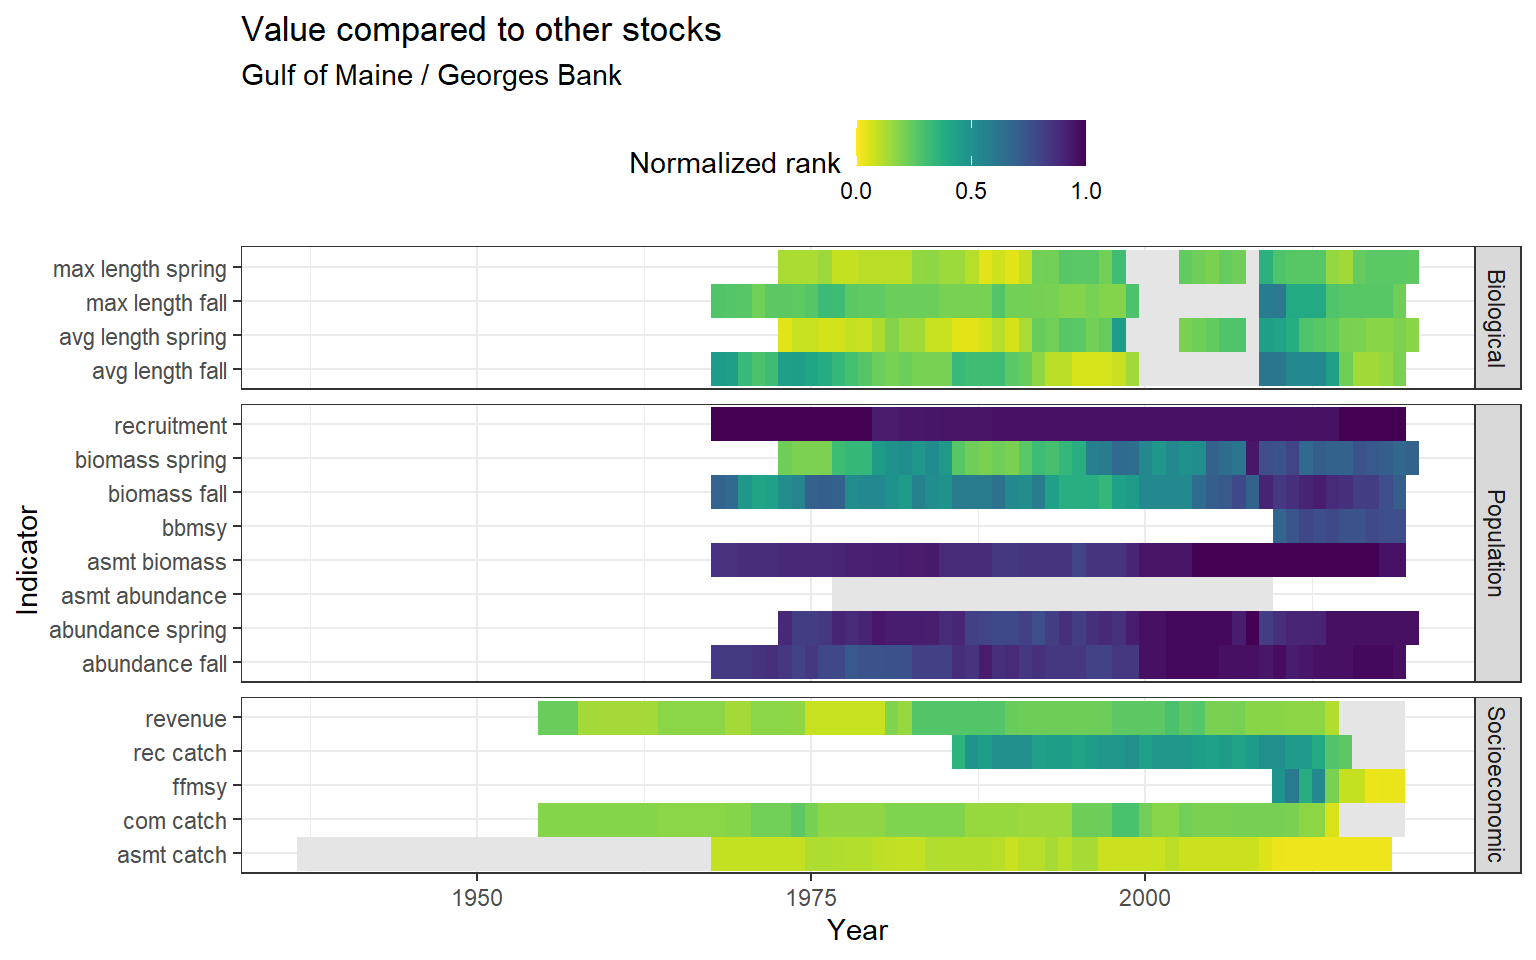 Value compared to other stocks
Gulf of Maine / Georges Bank
Normalized rank
0.0 0.5 1.0
Indicator
max length spring
max length fall
avg length spring
avg length fall
Biological
recruitment
biomass spring
biomass fall
bbmsy
asmt biomass
asmt abundance
abundance spring
abundance fall
Population
revenue
rec catch
ffmsy
com catch
asmt catch
Socioeconomic
1950 1975 2000
Year